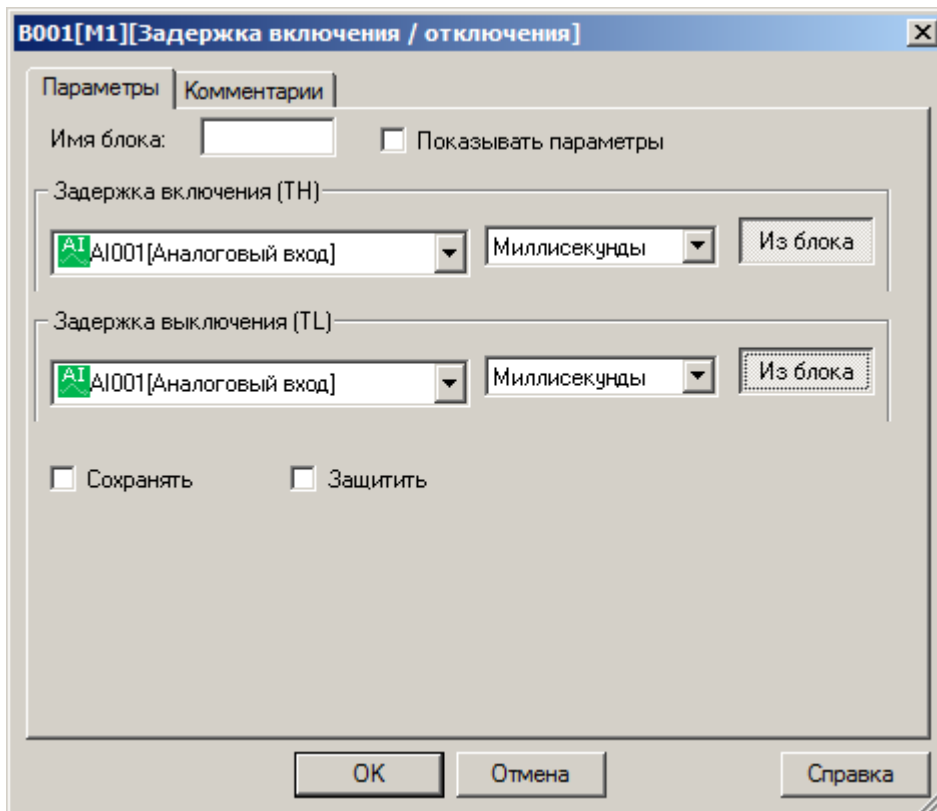 B001[M1][Задержка включения / отключения]
Параметры Комментарии
Имя блока: Показывать параметры
Задержка включения (TH)
AI AI001[Аналоговый вход] Миллисекунды Из блока
Задержка выключения (TL)
AI AI001[Аналоговый вход] Миллисекунды Из блока
Сохранять Защитить
OK Отмена Справка